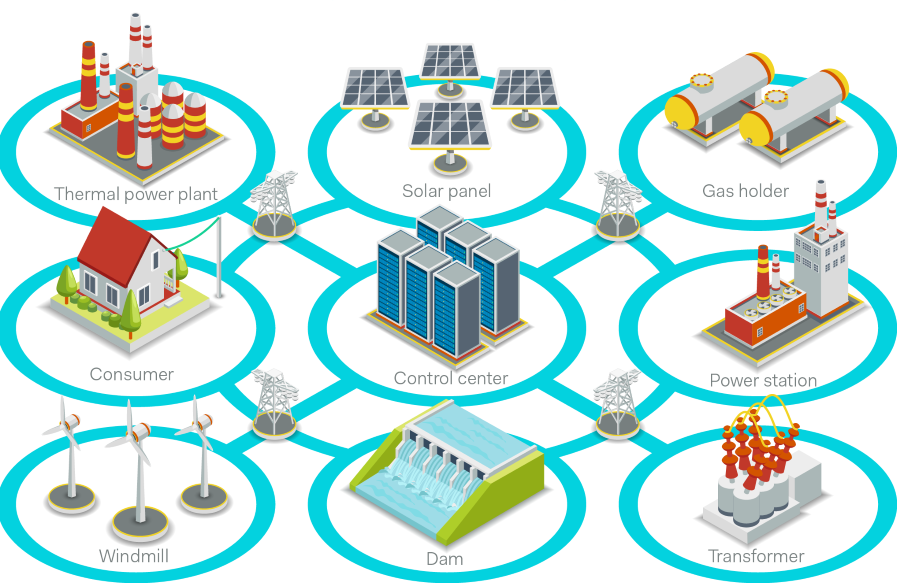 Thermal power plant
Solar panel
Gas holder
Consumer
Control center
Power station
Windmill
Dam
Transformer